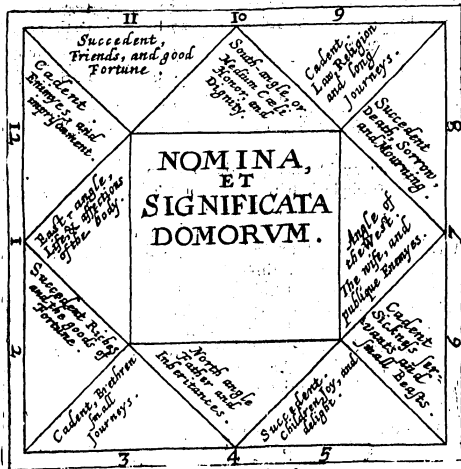 11
10
9
Succedent,
Friends, and good
Fortune.
South angle, or
Medium Cæli
Honor, and
Dignity.
Cadent.
Law, Religion
and long
Journeys.
12
Cadent.
Enimyes, and
imprisonment.
Succedent
Death, Sorrow,
and Mourning.
8
NOMINA,
ET
SIGNIFICATA
DOMORVM.
1
East-angle,
Life, & affections
of the body.
Angle of
the West
The wife, and
publique Enemyes.
7
2
Succedent Riches
and the goods of
Fortune.
Cadent
Sicknes, ser-
vants and
small Beasts.
6
Cadent, Brethren
small
Journeys.
North angle
Father and
Inheritances.
Succedent.
Children, Joy, and
delight.
3
4
5